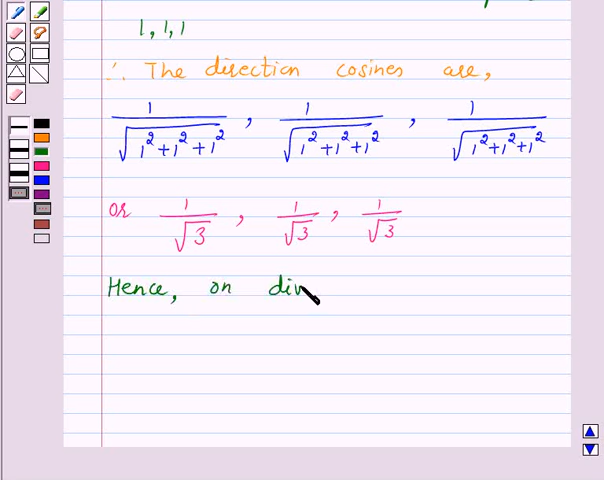 1, 1, 1
∴ The direction cosines are,
1/√(1²+1²+1²) , 1/√(1²+1²+1²) , 1/√(1²+1²+1²)
or 1/√3 , 1/√3 , 1/√3
Hence, on div